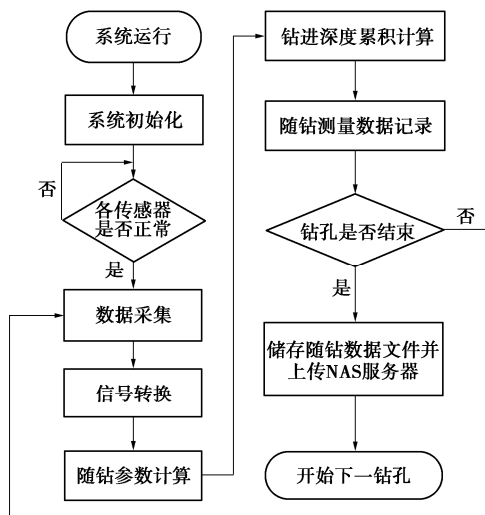 系统运行
系统初始化
否
各传感器
是否正常
是
数据采集
信号转换
随钻参数计算
钻进深度累积计算
随钻测量数据记录
钻孔是否结束
否
是
储存随钻数据文件并
上传NAS服务器
开始下一钻孔